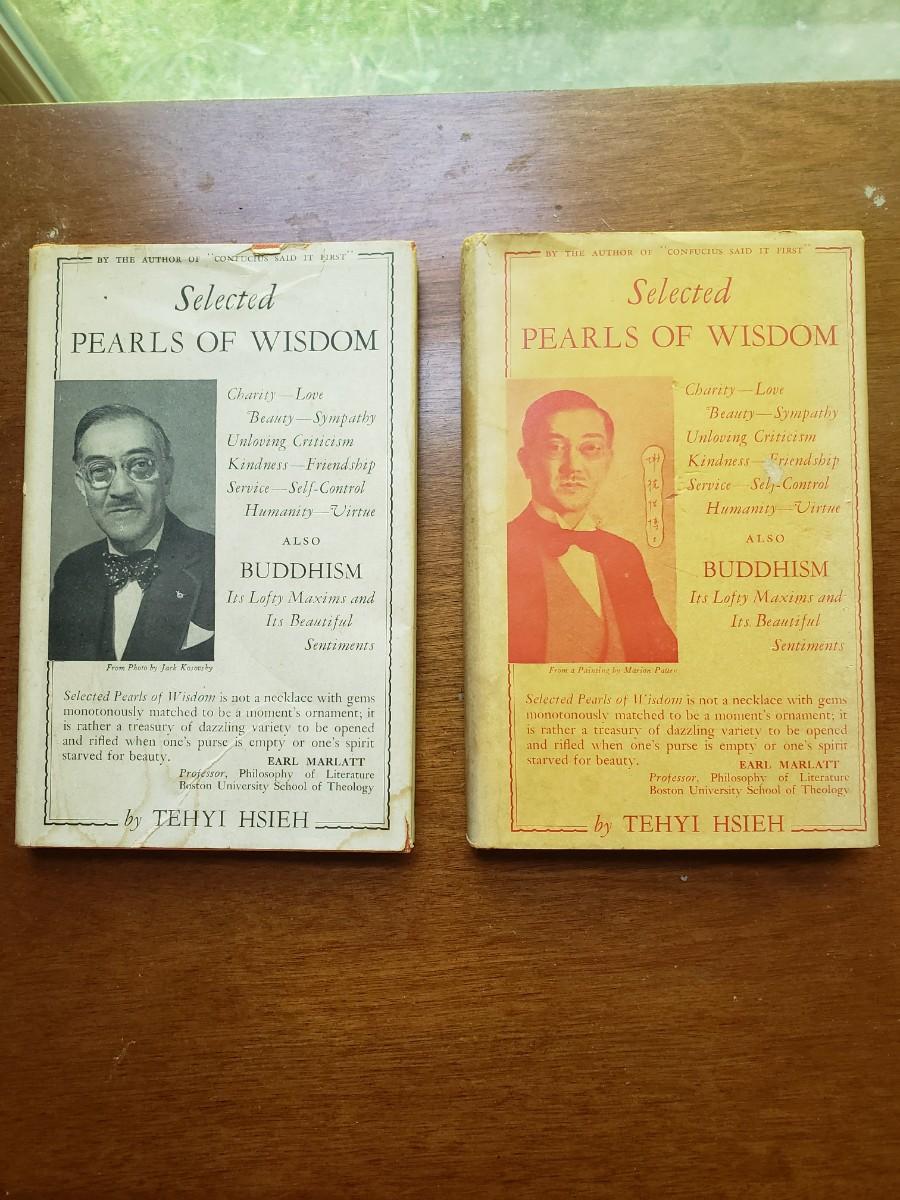 BY THE AUTHOR OF "CONFUCIUS SAID IT FIRST"
Selected
PEARLS OF WISDOM
Charity—Love
Beauty—Sympathy
Unloving Criticism
Kindness—Friendship
Service—Self-Control
Humanity—Virtue
ALSO
BUDDHISM
Its Lofty Maxims and
Its Beautiful
Sentiments
From Photo by Jack Kosovsky
Selected Pearls of Wisdom is not a necklace with gems
monotonously matched to be a moment's ornament; it
is rather a treasury of dazzling variety to be opened
and rifled when one's purse is empty or one's spirit
starved for beauty.
EARL MARLATT
Professor, Philosophy of Literature
Boston University School of Theology
by TEHYI HSIEH
BY THE AUTHOR OF "CONFUCIUS SAID IT FIRST"
Selected
PEARLS OF WISDOM
Charity—Love
Beauty—Sympathy
Unloving Criticism
Kindness—Friendship
Service—Self-Control
Humanity—Virtue
ALSO
BUDDHISM
Its Lofty Maxims and
Its Beautiful
Sentiments
From a Painting by Marion Patten
Selected Pearls of Wisdom is not a necklace with gems
monotonously matched to be a moment's ornament; it
is rather a treasury of dazzling variety to be opened
and rifled when one's purse is empty or one's spirit
starved for beauty.
EARL MARLATT
Professor, Philosophy of Literature
Boston University School of Theology
by TEHYI HSIEH